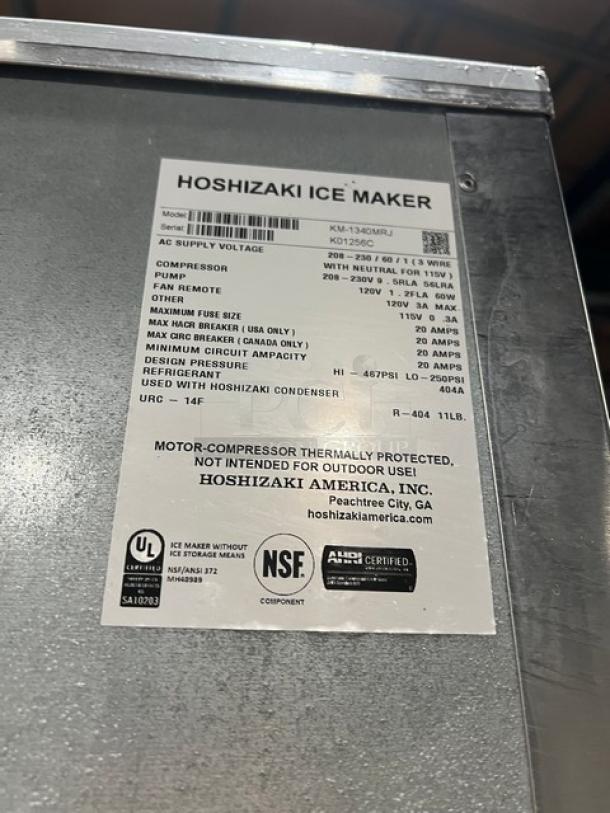 HOSHIZAKI ICE MAKER
Model: KM-1340MRJ
Serial: K01256C
AC SUPPLY VOLTAGE 208-230 / 60 / 1 ( 3 WIRE
WITH NEUTRAL FOR 115V )
COMPRESSOR 208-230V 9 . 5RLA 56LRA
PUMP 120V 1 . 2FLA 60W
FAN REMOTE 120V 3A MAX.
OTHER 115V 0 .3A
MAXIMUM FUSE SIZE 20 AMPS
MAX HACR BREAKER ( USA ONLY ) 20 AMPS
MAX CIRC BREAKER ( CANADA ONLY ) 20 AMPS
MINIMUM CIRCUIT AMPACITY 20 AMPS
DESIGN PRESSURE HI - 467PSI LO-250PSI
REFRIGERANT 404A
USED WITH HOSHIZAKI CONDENSER
URC - 14F R-404 11LB.
MOTOR-COMPRESSOR THERMALLY PROTECTED,
NOT INTENDED FOR OUTDOOR USE!
HOSHIZAKI AMERICA, INC.
Peachtree City, GA
hoshizakiamerica.com
UL
CERTIFIED
SA10203
ICE MAKER WITHOUT
ICE STORAGE MEANS
NSF/ANSI 372
MH48989
NSF
COMPONENT
AHRI CERTIFIED